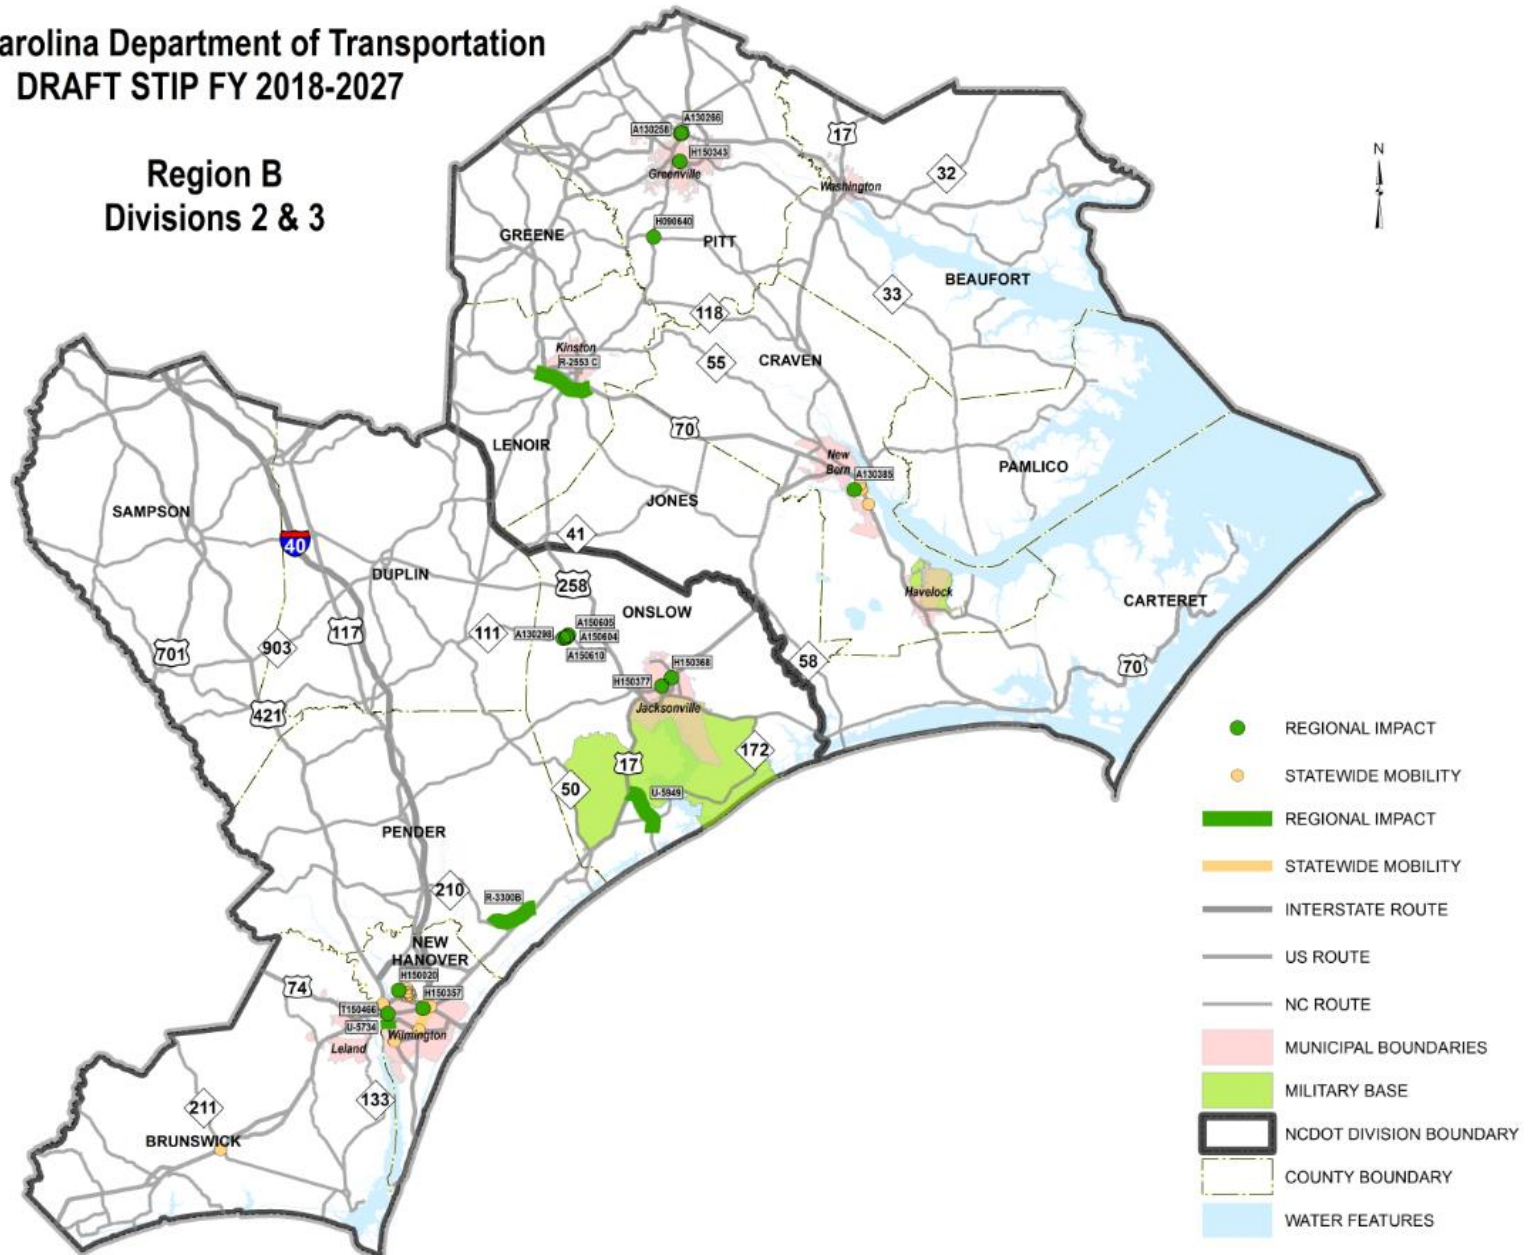 arolina Department of Transportation
DRAFT STIP FY 2018-2027
Region B
Divisions 2 & 3
N
A130266
A130258
H150343
Greenville
17
Washington
32
H090640
GREENE
PITT
BEAUFORT
33
118
Kinston
R-2553 C
55
CRAVEN
70
LENOIR
New
Bern
A130385
PAMLICO
JONES
SAMPSON
41
40
DUPLIN
258
Havelock
CARTERET
ONSLOW
111
A130298
A150605
A150604
A150610
117
903
701
58
70
H150368
H150377
Jacksonville
421
172
17
50
U-5949
PENDER
210
R-3300B
NEW
HANOVER
74
H150020
H150357
T150466
U-5734
Wilmington
Leland
133
211
BRUNSWICK
REGIONAL IMPACT
STATEWIDE MOBILITY
REGIONAL IMPACT
STATEWIDE MOBILITY
INTERSTATE ROUTE
US ROUTE
NC ROUTE
MUNICIPAL BOUNDARIES
MILITARY BASE
NCDOT DIVISION BOUNDARY
COUNTY BOUNDARY
WATER FEATURES